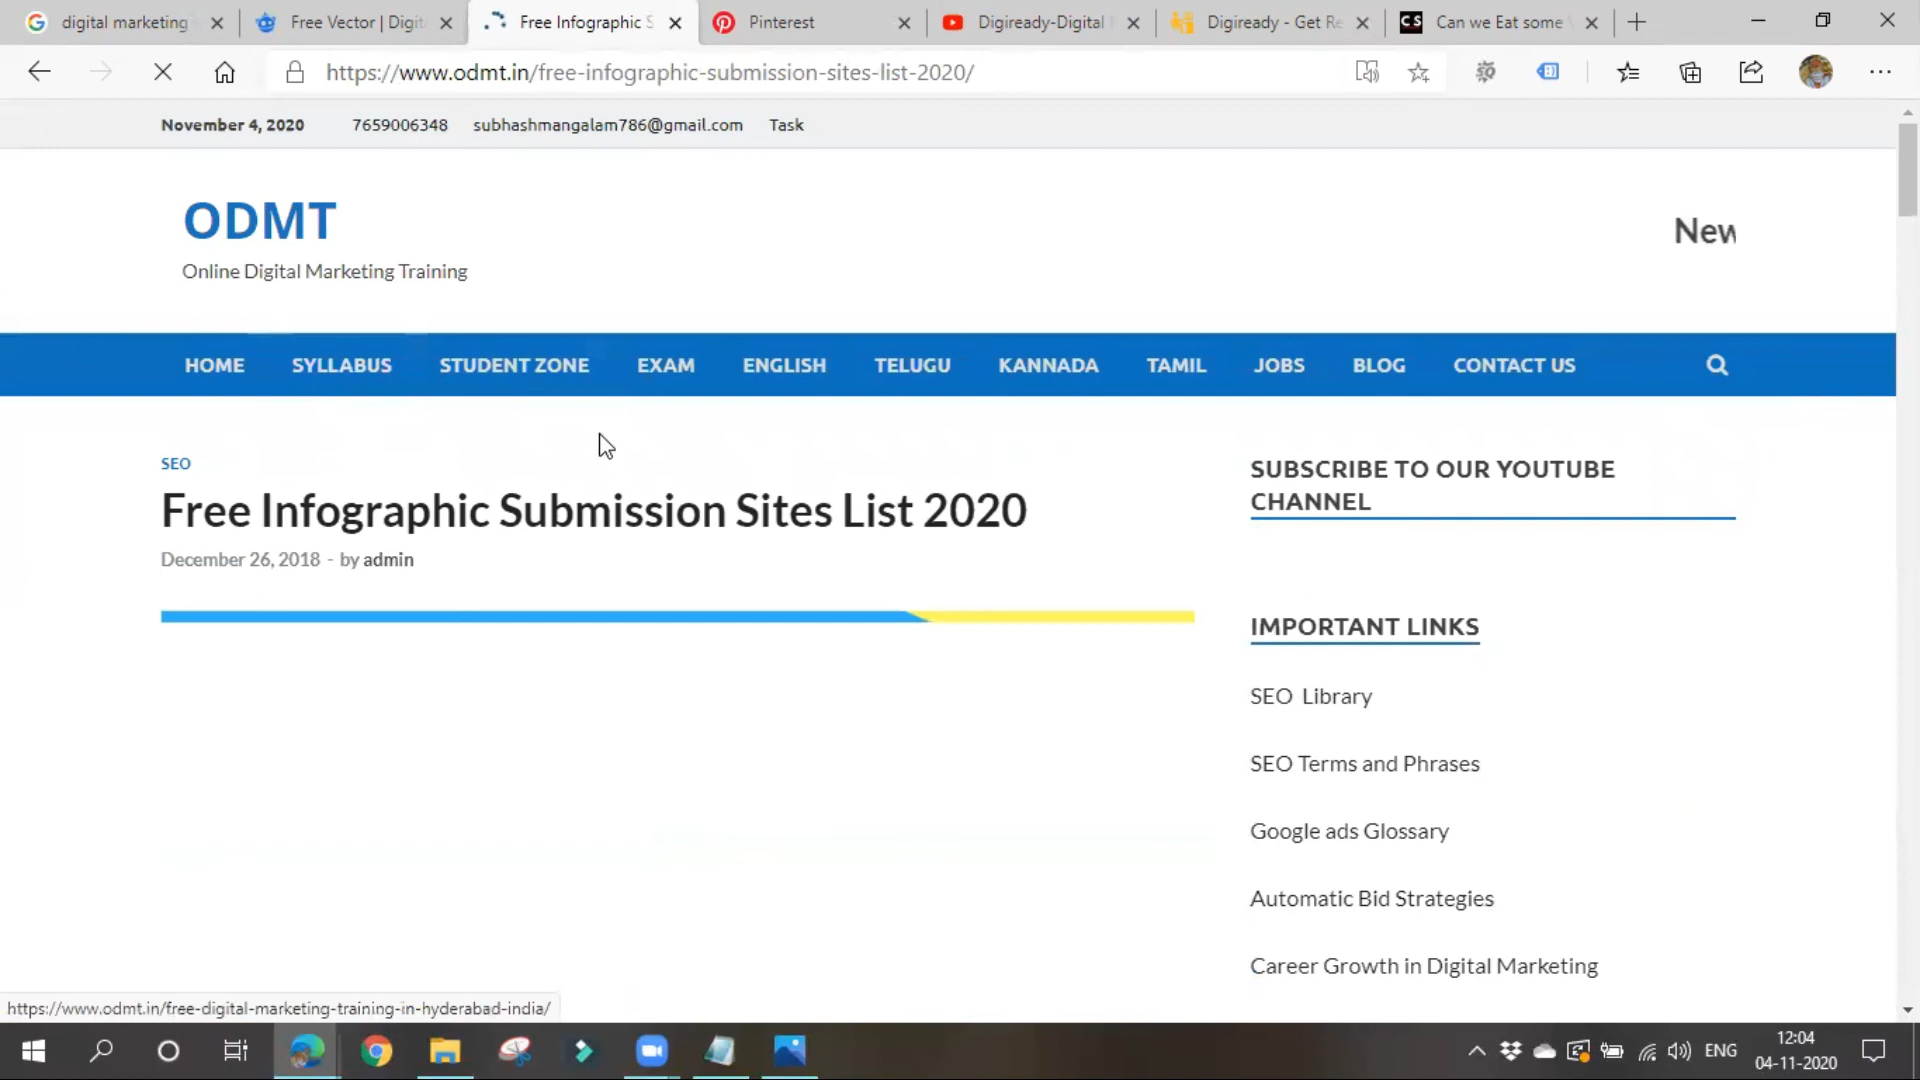 digital marketing
Free Vector | Digit
Free Infographic S
Pinterest
Digiready-Digital
Digiready - Get Re
CS
Can we Eat some
https://www.odmt.in/free-infographic-submission-sites-list-2020/
November 4, 2020
7659006348
subhashmangalam786@gmail.com
Task
ODMT
Online Digital Marketing Training
New
HOME
SYLLABUS
STUDENT ZONE
EXAM
ENGLISH
TELUGU
KANNADA
TAMIL
JOBS
BLOG
CONTACT US
SEO
Free Infographic Submission Sites List 2020
December 26, 2018 - by admin
SUBSCRIBE TO OUR YOUTUBE
CHANNEL
IMPORTANT LINKS
SEO Library
SEO Terms and Phrases
Google ads Glossary
Automatic Bid Strategies
Career Growth in Digital Marketing
https://www.odmt.in/free-digital-marketing-training-in-hyderabad-india/
ENG
12:04
04-11-2020